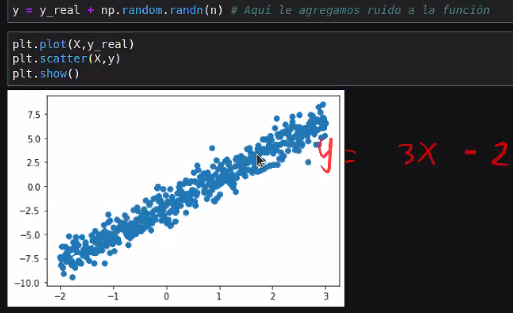 y = y_real + np.random.randn(n) # Aquí le agregamos ruido a la función
plt.plot(X,y_real)
plt.scatter(X,y)
plt.show()
7.5
5.0
2.5
0.0
−2.5
−5.0
−7.5
−10.0
−2 −1 0 1 2 3
y = 3X - 2